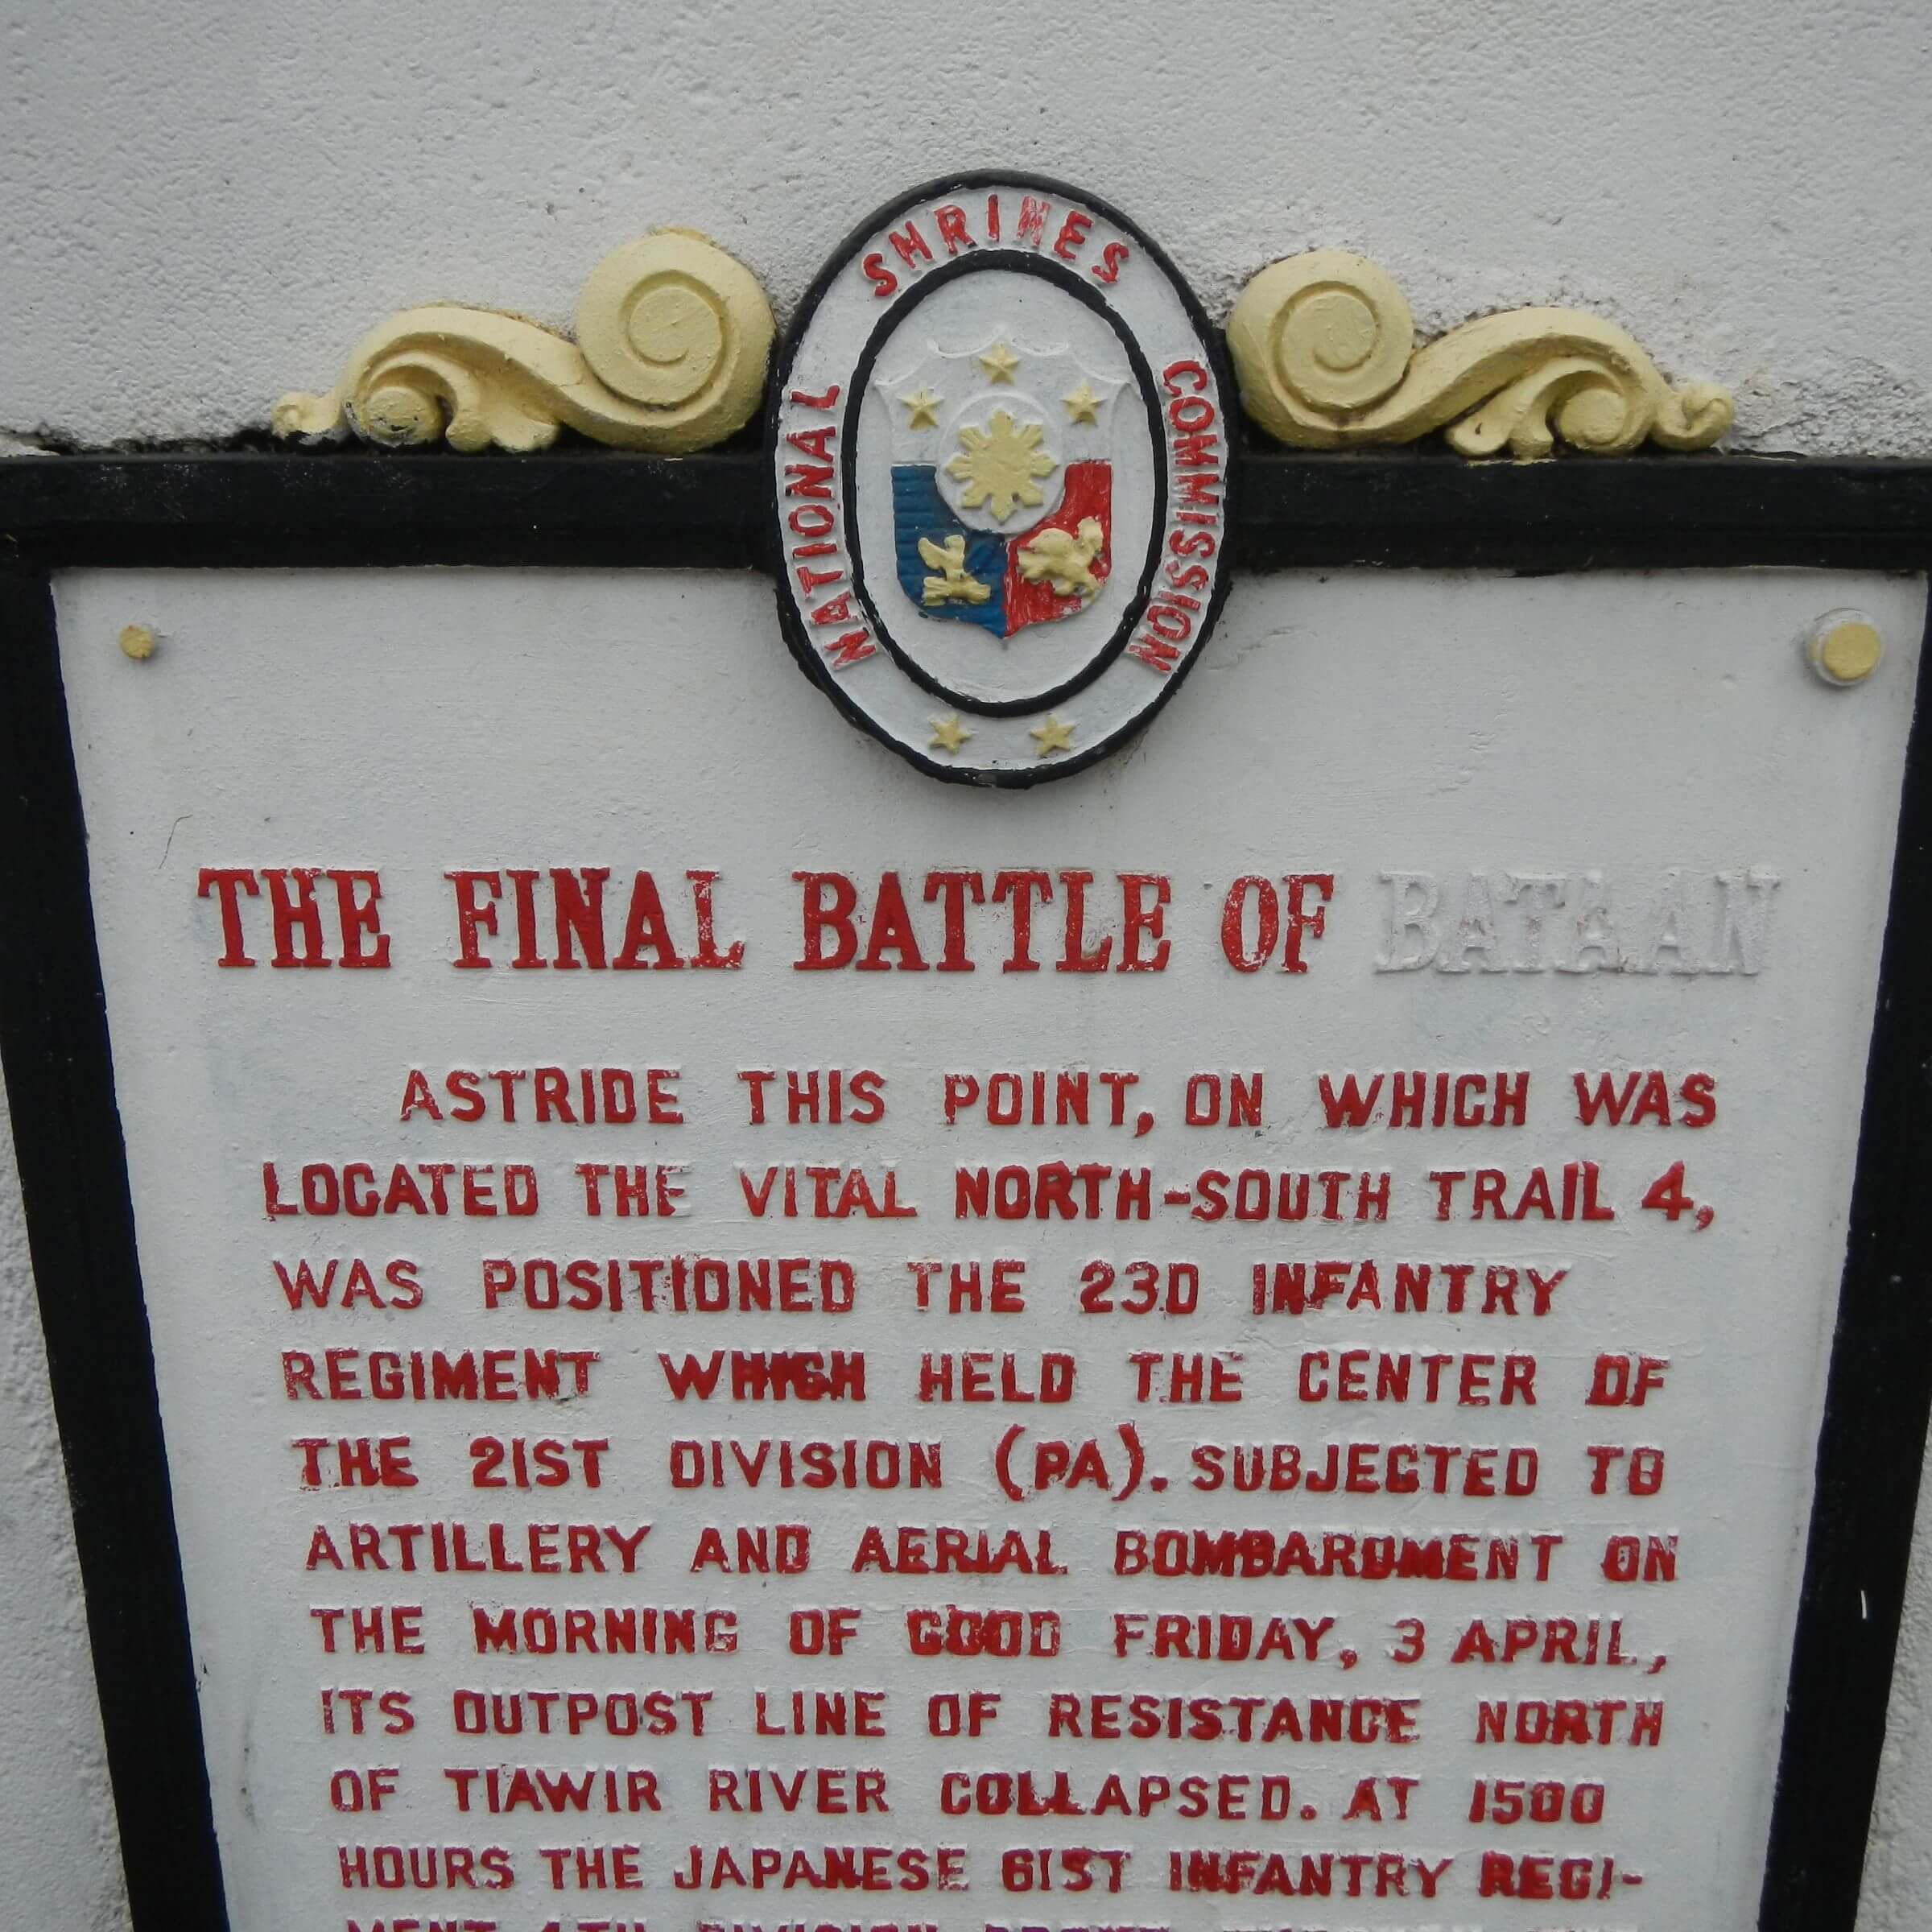 NATIONAL SHRINES COMMISSION
THE FINAL BATTLE OF BATAAN
ASTRIDE THIS POINT, ON WHICH WAS
LOCATED THE VITAL NORTH-SOUTH TRAIL 4,
WAS POSITIONED THE 23D INFANTRY
REGIMENT WHICH HELD THE CENTER OF
THE 21ST DIVISION (PA). SUBJECTED TO
ARTILLERY AND AERIAL BOMBARDMENT ON
THE MORNING OF GOOD FRIDAY, 3 APRIL,
ITS OUTPOST LINE OF RESISTANCE NORTH
OF TIAWIR RIVER COLLAPSED. AT 1500
HOURS THE JAPANESE 61ST INFANTRY REGI-
MENT 4TH DIVISION